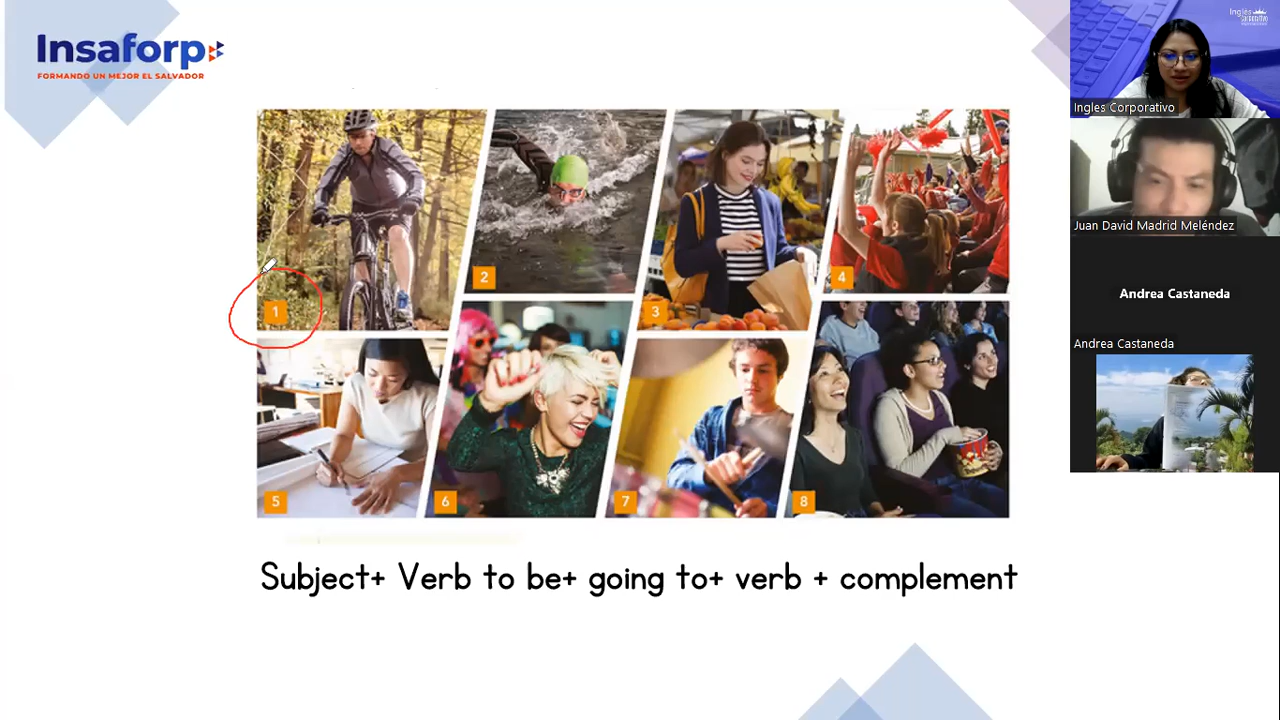 Insaforp
FORMANDO UN MEJOR EL SALVADOR
1
2
3
4
5
6
7
8
Subject+ Verb to be+ going to+ verb + complement
Ingles Corporativo
Juan David Madrid Meléndez
Andrea Castaneda
Andrea Castaneda